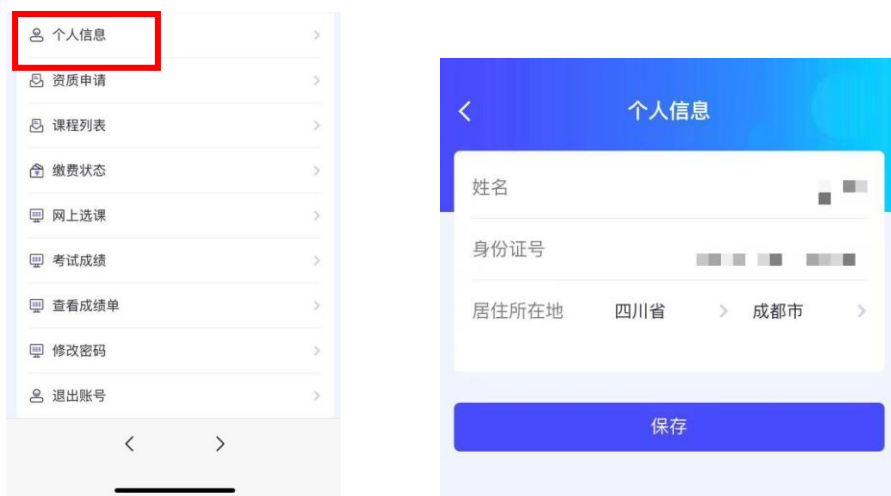 个人信息
资质申请
课程列表
缴费状态
网上选课
考试成绩
查看成绩单
修改密码
退出账号
个人信息
姓名
身份证号
居住所在地 四川省 成都市
保存